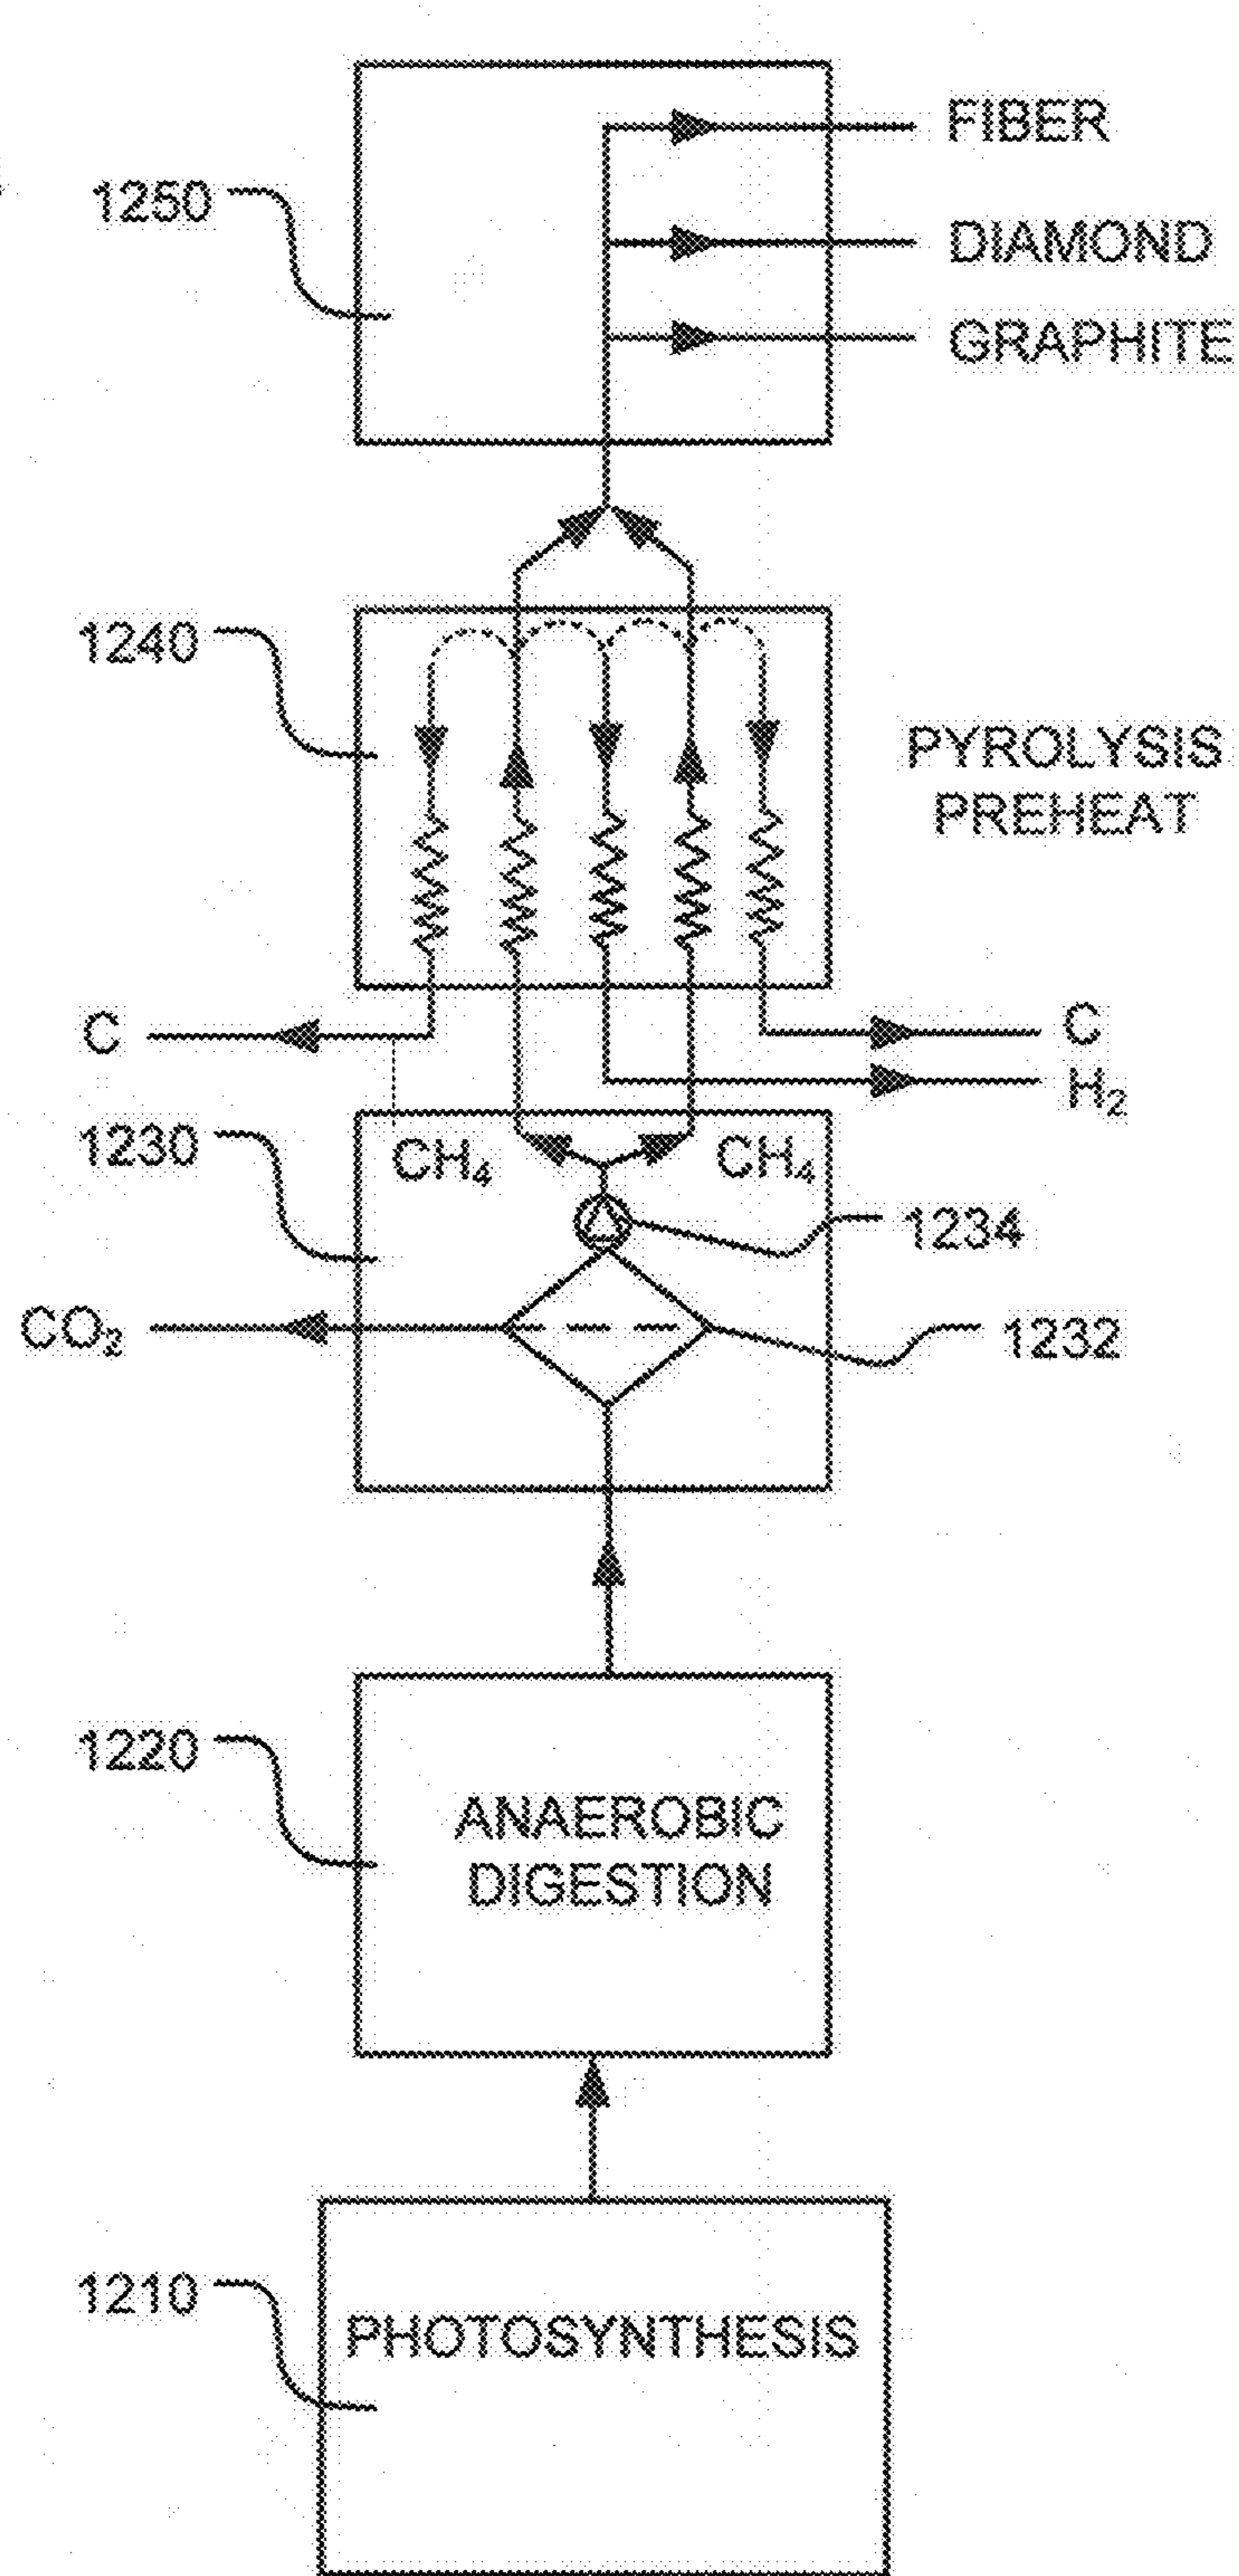 FIBER
1250
DIAMOND
GRAPHITE
1240
PYROLYSIS
PREHEAT
C
C
H₂
1230
CH₄
CH₄
1234
CO₂
1232
1220
ANAEROBIC
DIGESTION
1210
PHOTOSYNTHESIS